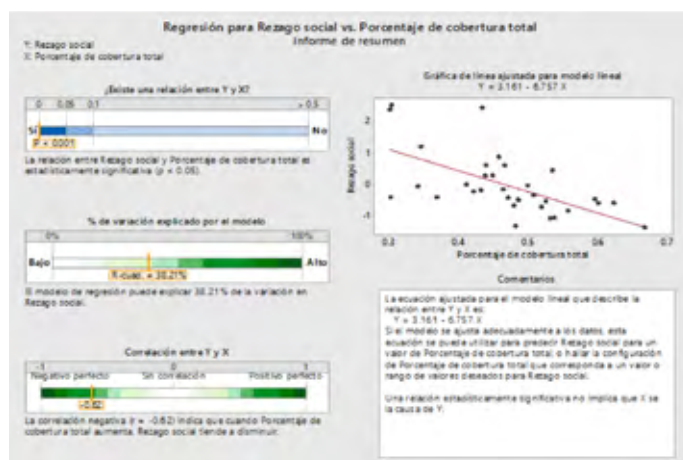 Regresión para Rezago social vs. Porcentaje de cobertura total
Informe de resumen
Y: Rezago social
X: Porcentaje de cobertura total
¿Existe una relación entre Y y X?
0 0.05 0.1 > 0.5
Sí No
P < 0.001
La relación entre Rezago social y Porcentaje de cobertura total es
estadísticamente significativa (p < 0.05).
% de variación explicado por el modelo
0% 100%
Bajo Alto
R-cuad. = 38.21%
El modelo de regresión puede explicar 38.21% de la variación en
Rezago social.
Correlación entre Y y X
-1 0 1
Negativo perfecto Sin correlación Positivo perfecto
-0.62
La correlación negativa (r = -0.62) indica que cuando Porcentaje de
cobertura total aumenta, Rezago social tiende a disminuir.
Gráfica de línea ajustada para modelo lineal
Y = 3.161 - 6.757 X
Rezago social
2
1
0
-1
0.3 0.4 0.5 0.6 0.7
Porcentaje de cobertura total
Comentarios
La ecuación ajustada para el modelo lineal que describe la
relación entre Y y X es:
Y = 3.161 - 6.757 X
Si el modelo se ajusta adecuadamente a los datos, esta
ecuación se puede utilizar para predecir Rezago social para un
valor de Porcentaje de cobertura total, o hallar la configuración
de Porcentaje de cobertura total que corresponda a un valor o
rango de valores deseados para Rezago social.
Una relación estadísticamente significativa no implica que X sea
la causa de Y.